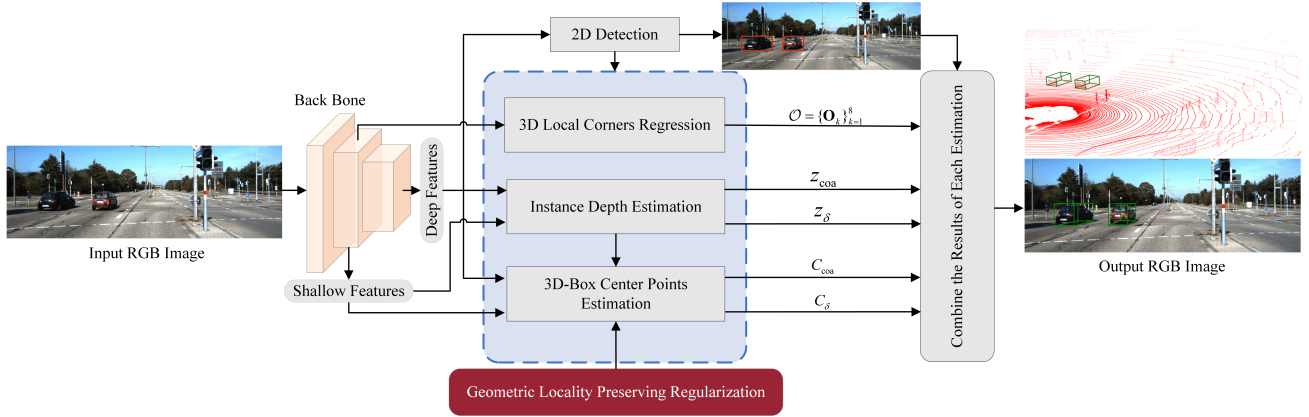 2D Detection
Back Bone
3D Local Corners Regression
𝒪 = {O_k}_{k=1}^{8}
Deep Features
Instance Depth Estimation
z_coa
z_δ
Input RGB Image
Shallow Features
3D-Box Center Points
Estimation
C_coa
C_δ
Combine the Results of Each Estimation
Output RGB Image
Geometric Locality Preserving Regularization